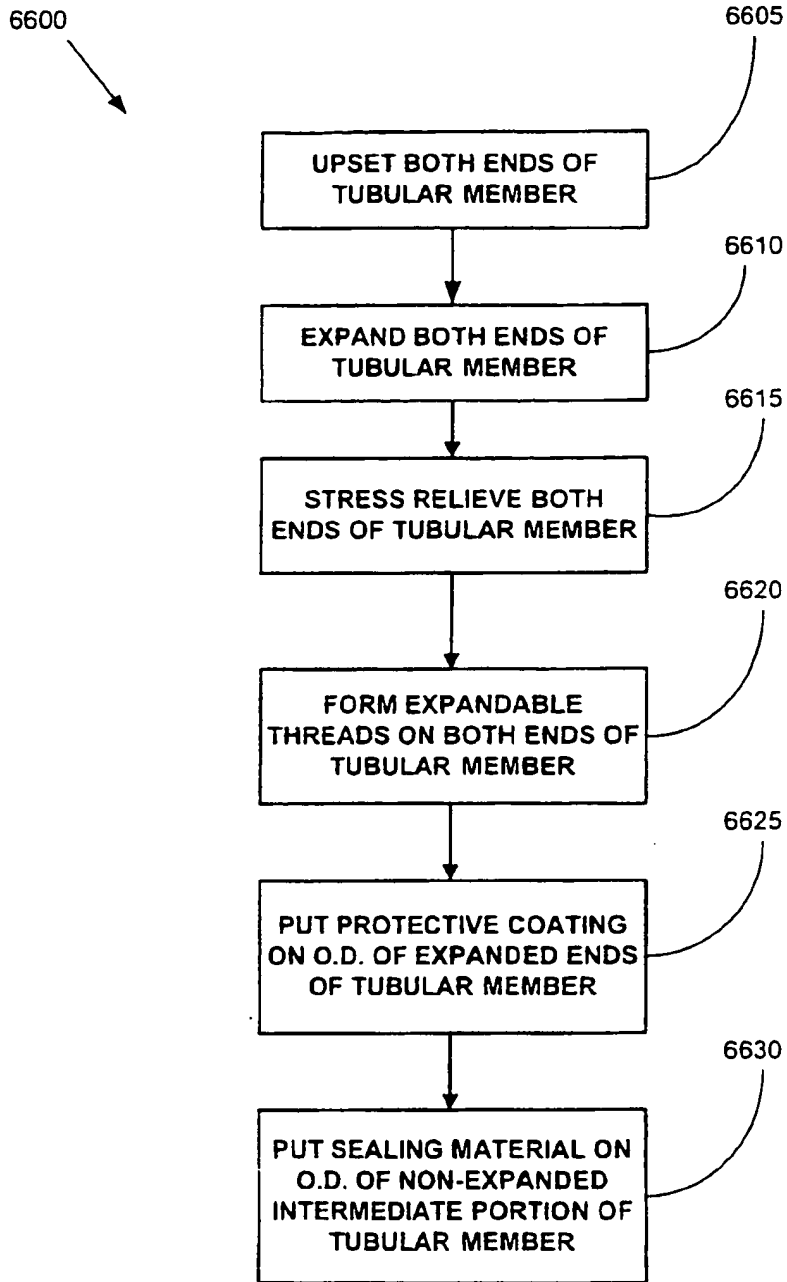 6600
6605
UPSET BOTH ENDS OF
TUBULAR MEMBER
6610
EXPAND BOTH ENDS OF
TUBULAR MEMBER
6615
STRESS RELIEVE BOTH
ENDS OF TUBULAR MEMBER
6620
FORM EXPANDABLE
THREADS ON BOTH ENDS OF
TUBULAR MEMBER
6625
PUT PROTECTIVE COATING
ON O.D. OF EXPANDED ENDS
OF TUBULAR MEMBER
6630
PUT SEALING MATERIAL ON
O.D. OF NON-EXPANDED
INTERMEDIATE PORTION OF
TUBULAR MEMBER